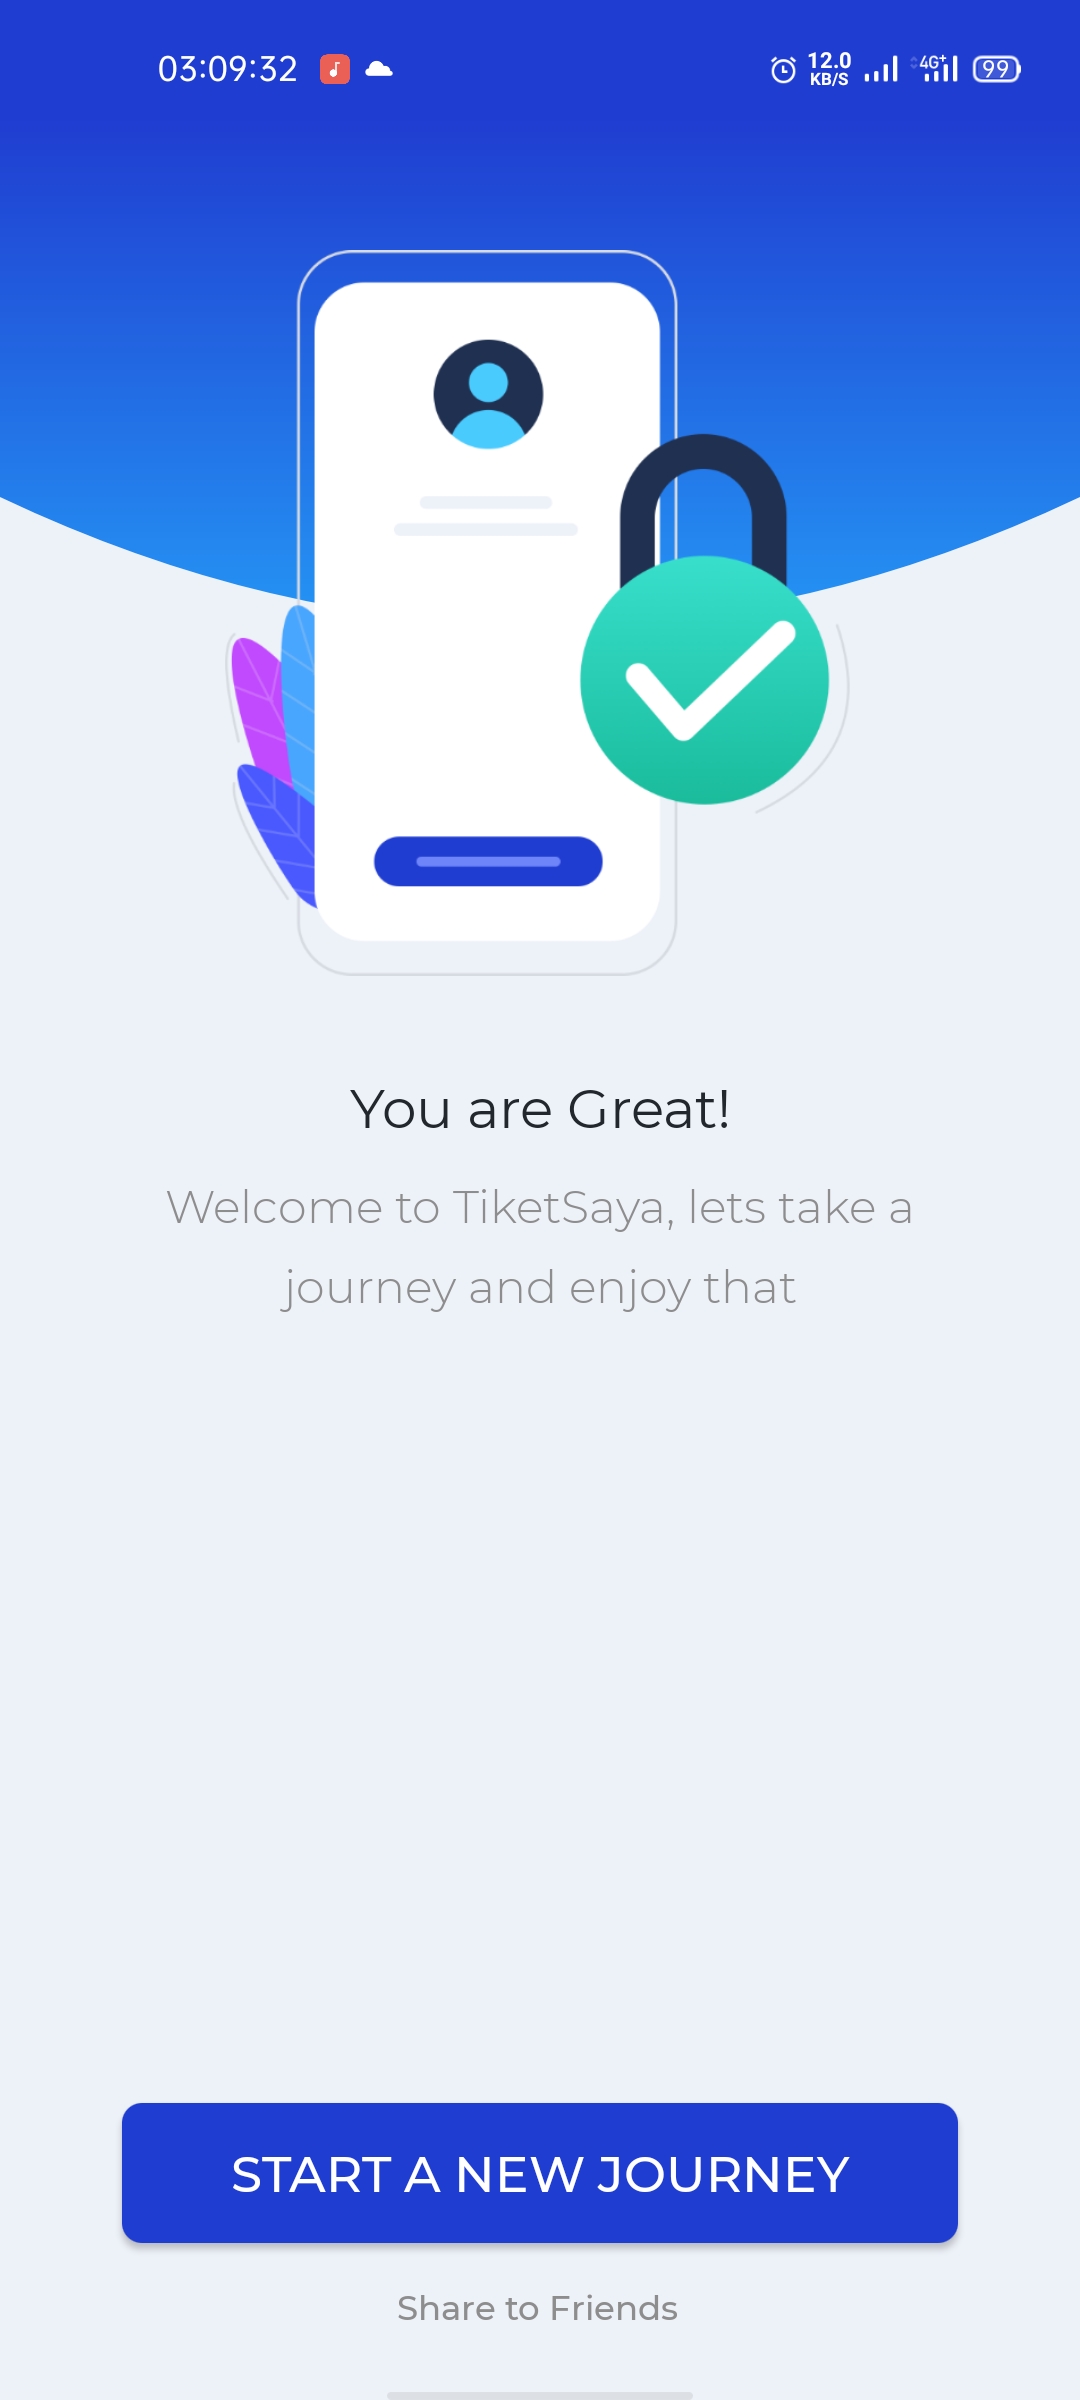 03:09:32
12.0
KB/S
4G+
99
You are Great!
Welcome to TiketSaya, lets take a
journey and enjoy that
START A NEW JOURNEY
Share to Friends